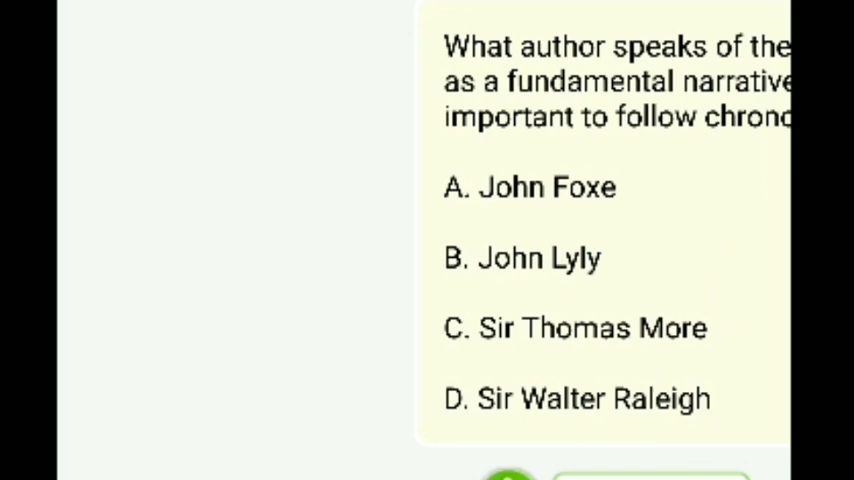 What author speaks of the
as a fundamental narrative
important to follow
A. John Foxe
B. John Lyly
C. Sir Thomas More
D. Sir Walter Raleigh